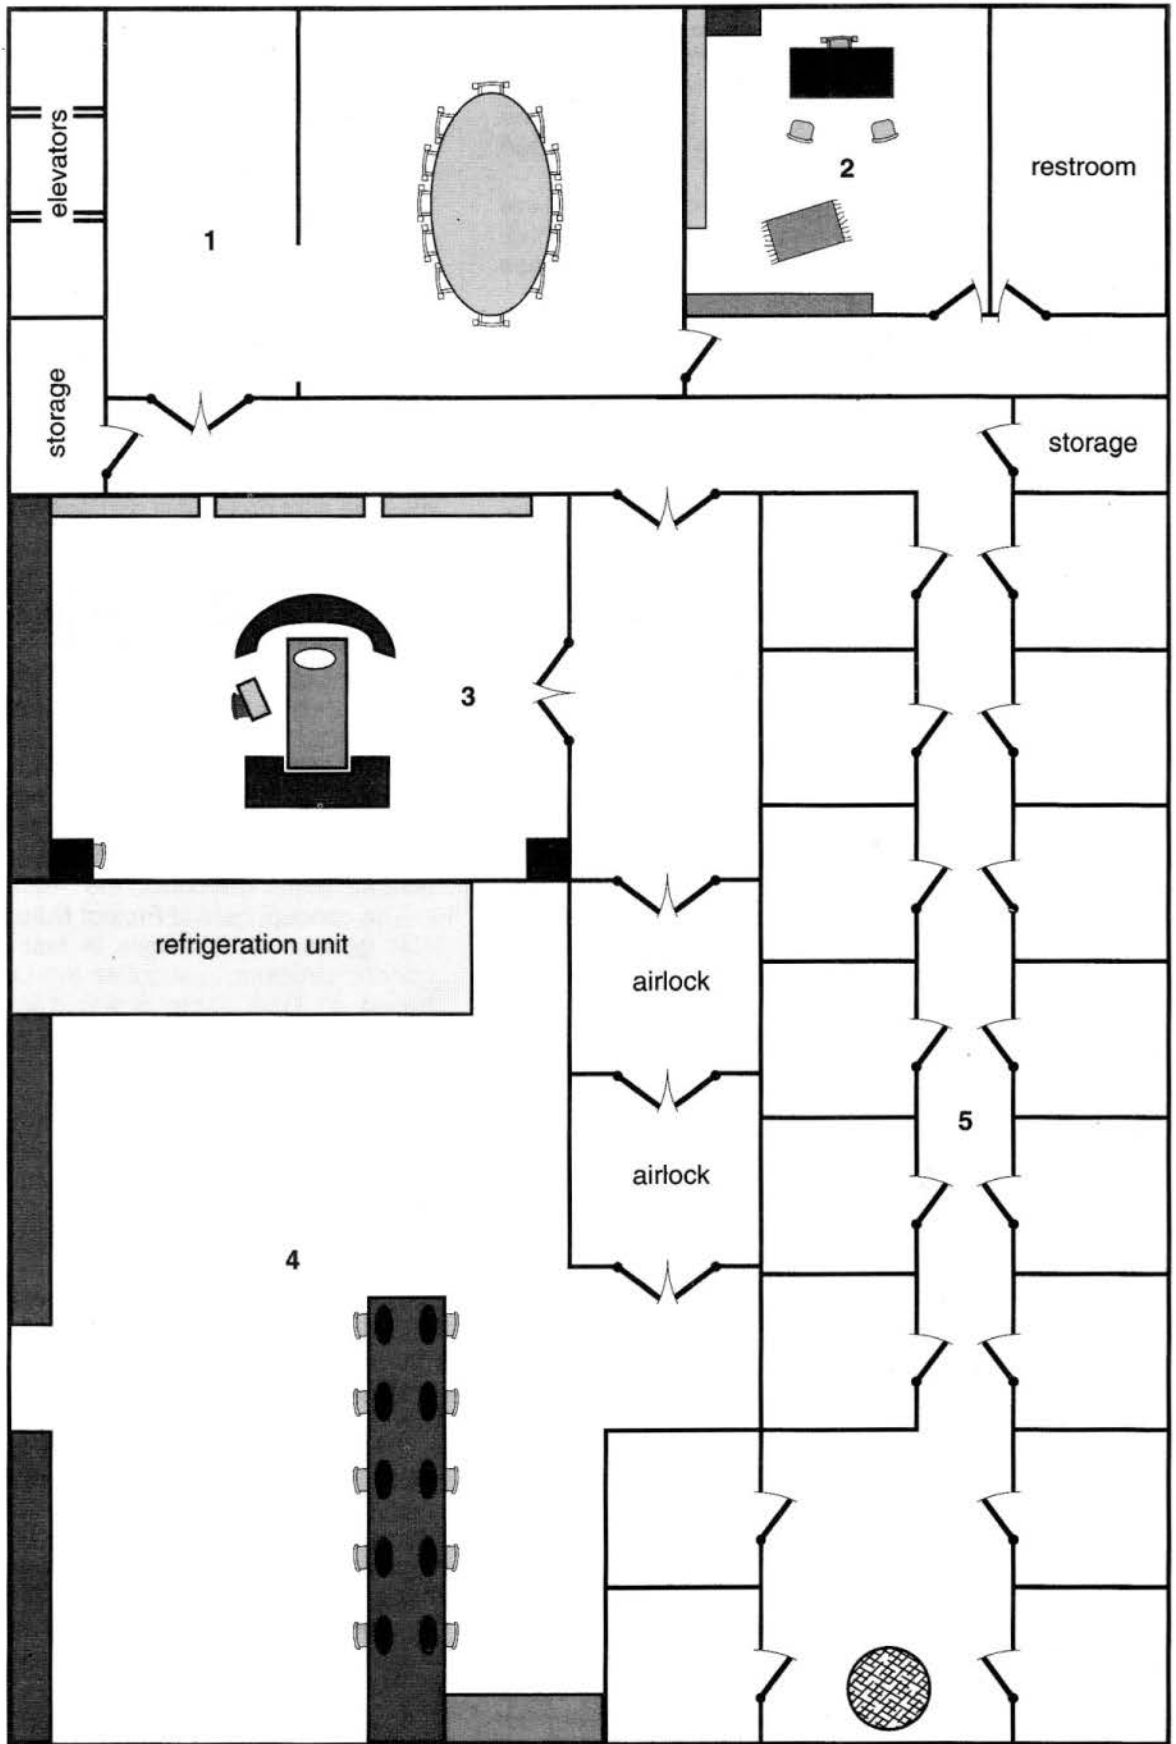 elevators
1
2
restroom
storage
storage
3
refrigeration unit
airlock
5
airlock
4